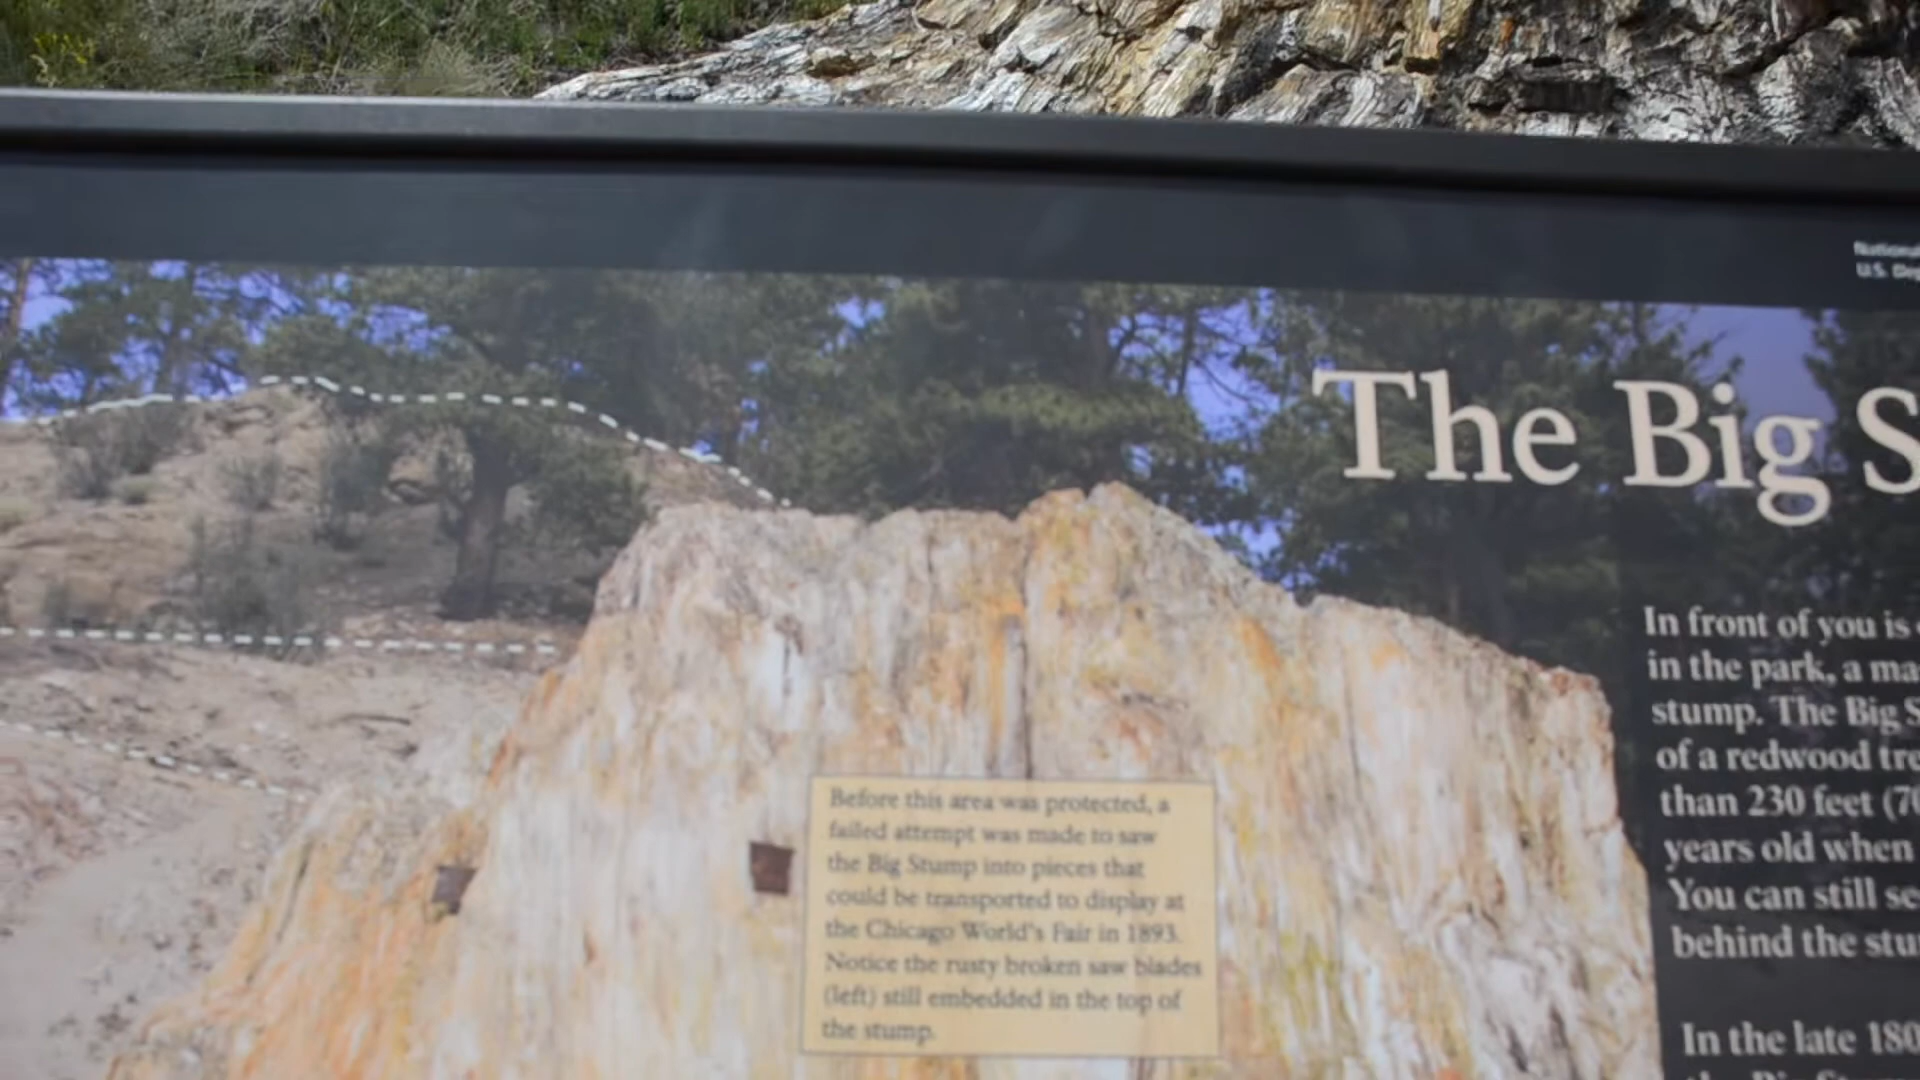 National
U.S. Dep
The Big S
In front of you is
in the park, a ma
stump. The Big S
of a redwood tre
than 230 feet (70
years old when
You can still se
behind the stu
In the late 180
Before this area was protected, a
failed attempt was made to saw
the Big Stump into pieces that
could be transported to display at
the Chicago World's Fair in 1893.
Notice the rusty broken saw blades
(left) still embedded in the top of
the stump.